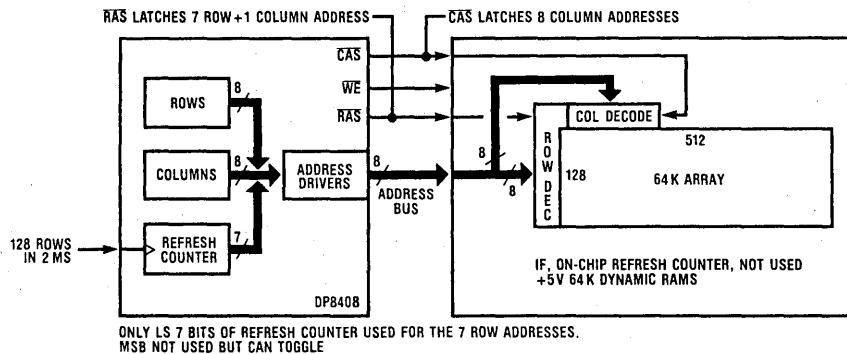 RAS LATCHES 7 ROW+1 COLUMN ADDRESS
CAS LATCHES 8 COLUMN ADDRESSES
CAS
WE
RAS
ROWS
8
COLUMNS
8
REFRESH
COUNTER
7
ADDRESS
DRIVERS
8
ADDRESS
BUS
128 ROWS
IN 2 MS
DP8408
8
8
COL DECODE
ROW DEC
512
128
64K ARRAY
IF, ON-CHIP REFRESH COUNTER, NOT USED
+5V 64K DYNAMIC RAMS
ONLY LS 7 BITS OF REFRESH COUNTER USED FOR THE 7 ROW ADDRESSES.
MSB NOT USED BUT CAN TOGGLE